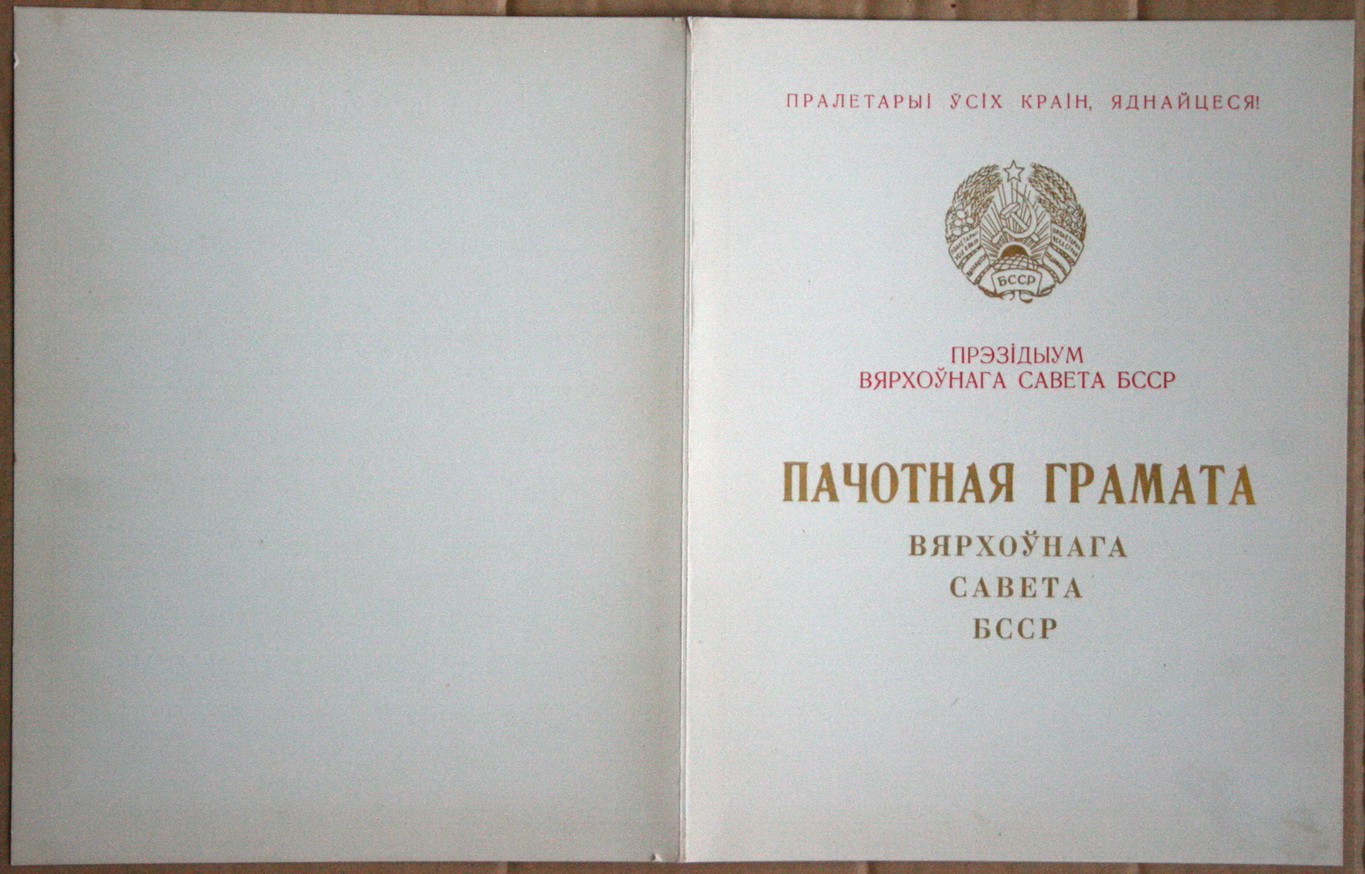 ПРАЛЕТАРЫІ ЎСІХ КРАІН, ЯДНАЙЦЕСЯ!
БССР
ПРЭЗІДЫУМ
ВЯРХОЎНАГА САВЕТА БССР
ПАЧОТНАЯ ГРАМАТА
ВЯРХОЎНАГА
САВЕТА
БССР